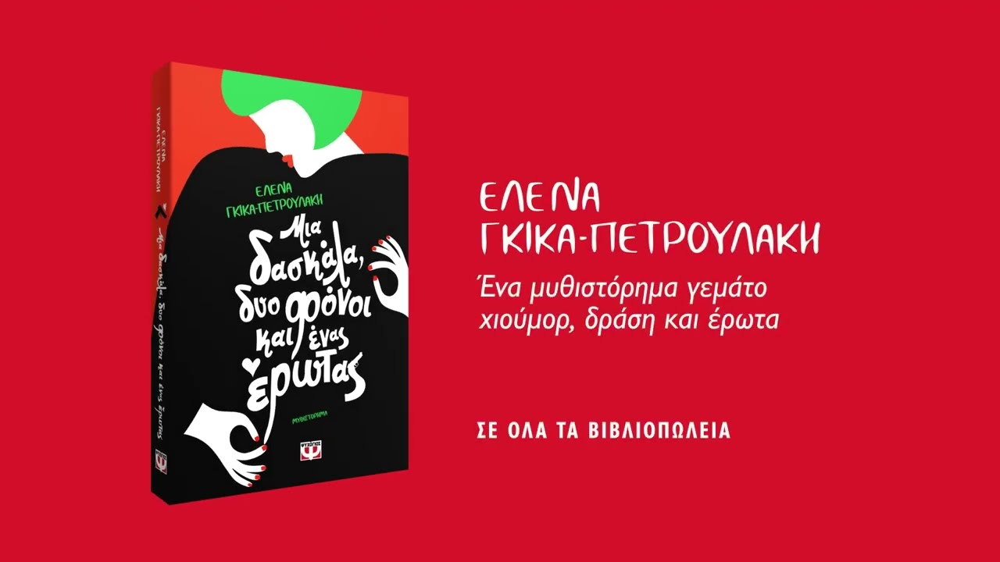 ΕΛΕΝΑ
ΓΚΙΚΑ-ΠΕΤΡΟΥΛΑΚΗ
Μια δασκάλα, δυο φόνοι και ένας έρωτας
ΕΛΕΝΑ
ΓΚΙΚΑ-ΠΕΤΡΟΥΛΑΚΗ
Μια
δασκάλα,
δυο φόνοι
και ένας
έρωτας
ΜΥΘΙΣΤΟΡΗΜΑ
ΨΥΧΟΓΙΟΣ
ΕΛΕΝΑ
ΓΚΙΚΑ-ΠΕΤΡΟΥΛΑΚΗ
Ένα μυθιστόρημα γεμάτο
χιούμορ, δράση και έρωτα
ΣΕ ΟΛΑ ΤΑ ΒΙΒΛΙΟΠΩΛΕΙΑ